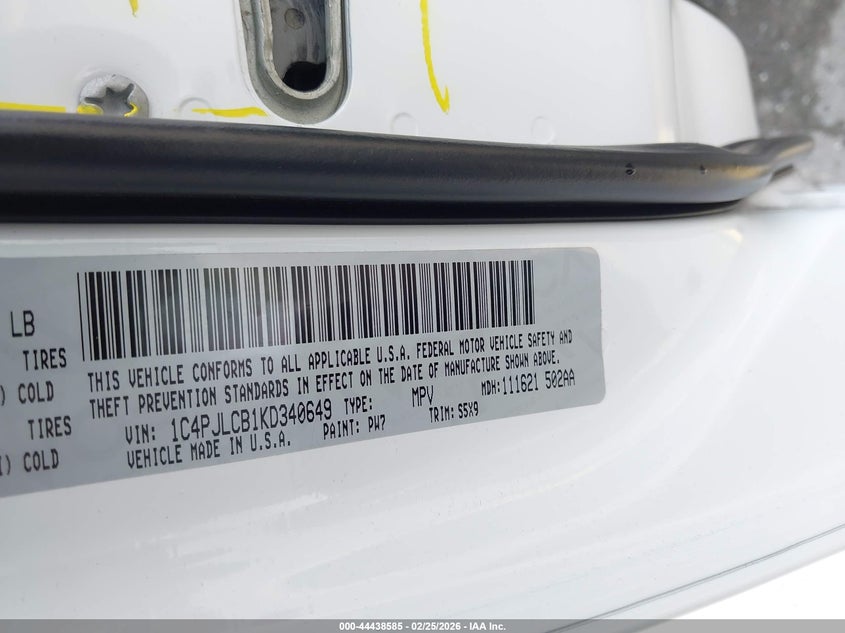 LB
TIRES
) COLD
TIRES
) COLD
THIS VEHICLE CONFORMS TO ALL APPLICABLE U.S.A. FEDERAL MOTOR VEHICLE SAFETY AND
THEFT PREVENTION STANDARDS IN EFFECT ON THE DATE OF MANUFACTURE SHOWN ABOVE.
VIN: 1C4PJLCB1KD340649 TYPE: MPV MDH:111621 502AA
VEHICLE MADE IN U.S.A. PAINT: PW7 TRIM: S5X9
000-44438585 - 02/25/2026 - IAA Inc.